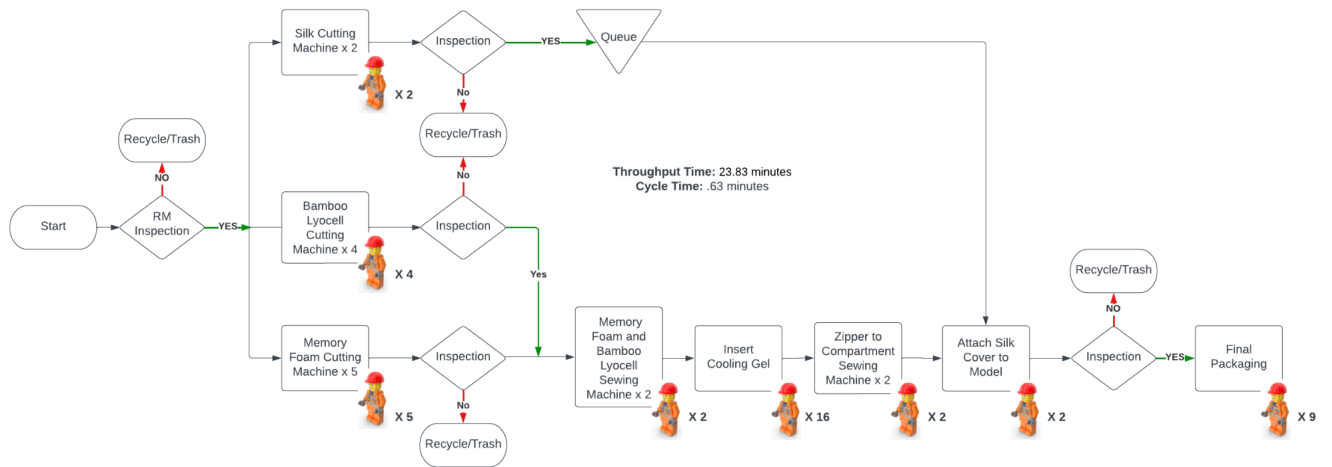 Silk Cutting
Machine x 2
X 2
Inspection
YES
Queue
No
Recycle/Trash
Recycle/Trash
NO
Throughput Time: 23.83 minutes
Cycle Time: .63 minutes
Start
RM
Inspection
YES
Bamboo
Lyocell
Cutting
Machine x 4
X 4
No
Inspection
Yes
Memory
Foam Cutting
Machine x 5
X 5
Inspection
No
Recycle/Trash
Memory
Foam and
Bamboo
Lyocell
Sewing
Machine x 2
X 2
Insert
Cooling Gel
X 16
Zipper to
Compartment
Sewing
Machine x 2
X 2
Attach Silk
Cover to
Model
X 2
Recycle/Trash
NO
Inspection
YES
Final
Packaging
X 9